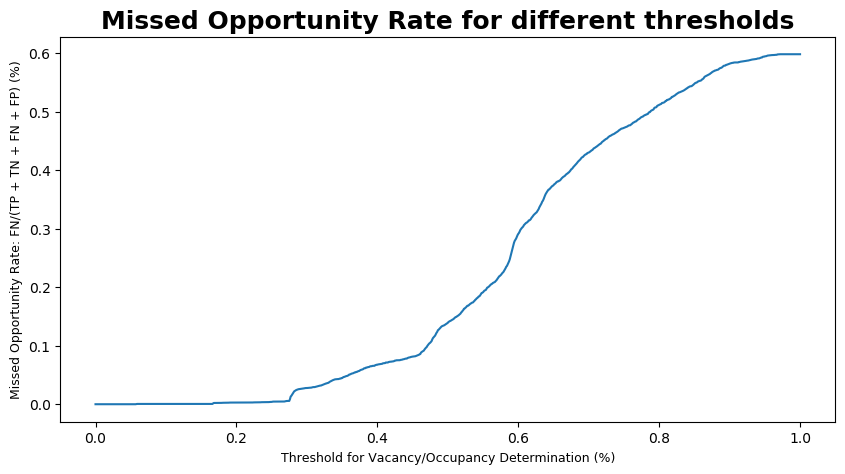 Missed Opportunity Rate for different thresholds
Missed Opportunity Rate: FN/(TP + TN + FN + FP) (%)
0.6
0.5
0.4
0.3
0.2
0.1
0.0
0.0 0.2 0.4 0.6 0.8 1.0
Threshold for Vacancy/Occupancy Determination (%)